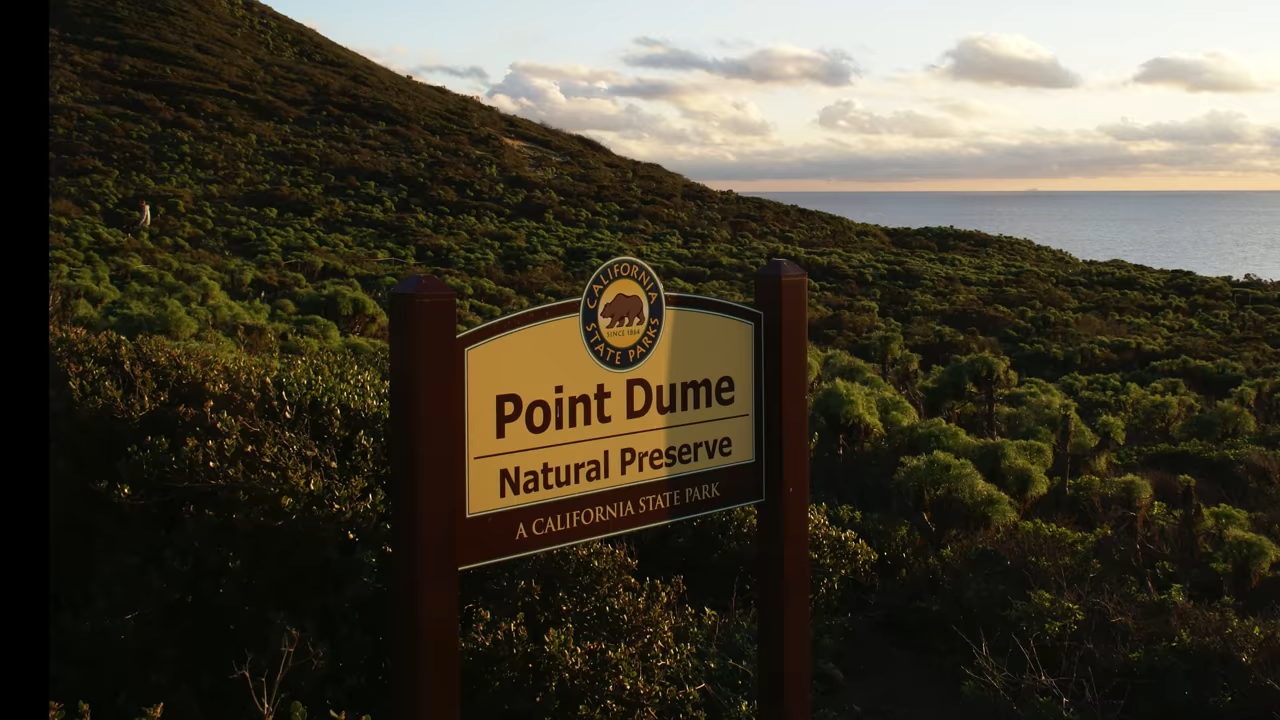 CALIFORNIA
SINCE 1864
STATE PARKS
Point Dume
Natural Preserve
A CALIFORNIA STATE PARK